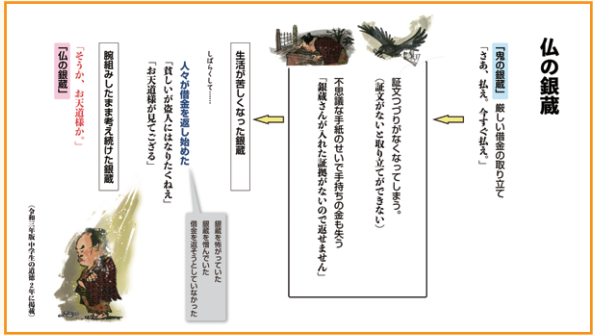 仏の銀蔵
『鬼の銀蔵』 厳しい借金の取り立て
「さあ、払え。今すぐ払え。」
証文つづりがなくなってしまう。
(証文がないと取り立てができない)
不思議な手紙のせいで手持ちの金も失う
「銀蔵さんが入れた証拠がないので返せません」
生活が苦しくなった銀蔵
しばらくして……
人々が借金を返し始めた
「貧しいが盗人にはなりたくねえ」
「お天道様が見てござる」
銀蔵を怖がっていた
銀蔵を憎んでいた
借金を返そうとしていなかった
腕組みしたまま考え続けた銀蔵
「そうか、お天道様か。」
『仏の銀蔵』
(令和三年版 中学生の道徳 2年に掲載)